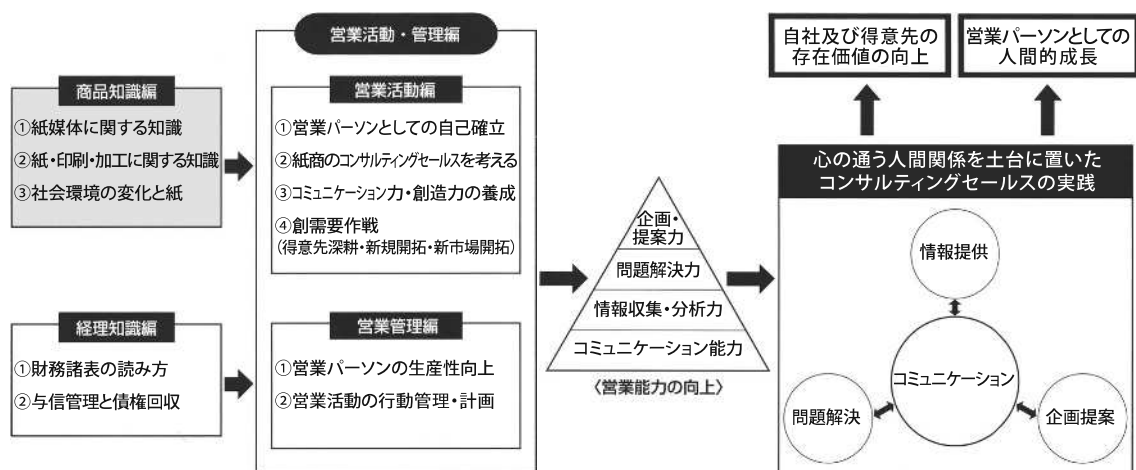 商品知識編
①紙媒体に関する知識
②紙・印刷・加工に関する知識
③社会環境の変化と紙
経理知識編
①財務諸表の読み方
②与信管理と債権回収
営業活動・管理編
営業活動編
①営業パーソンとしての自己確立
②紙商のコンサルティングセールスを考える
③コミュニケーション力・創造力の養成
④創需要作戦
(得意先深耕・新規開拓・新市場開拓)
営業管理編
①営業パーソンの生産性向上
②営業活動の行動管理・計画
企画・
提案力
問題解決力
情報収集・分析力
コミュニケーション能力
〈営業能力の向上〉
自社及び得意先の
存在価値の向上
営業パーソンとしての
人間的成長
心の通う人間関係を土台に置いた
コンサルティングセールスの実践
情報提供
コミュニケーション
問題解決
企画提案